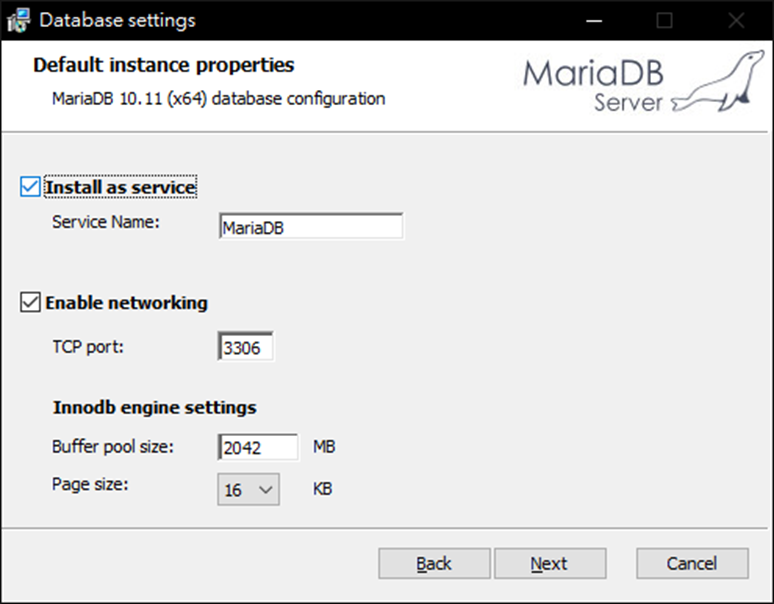 Database settings
Default instance properties
MariaDB 10.11 (x64) database configuration
MariaDB
Server
Install as service
Service Name:
MariaDB
Enable networking
TCP port:
3306
Innodb engine settings
Buffer pool size:
2042
MB
Page size:
16
KB
Back
Next
Cancel